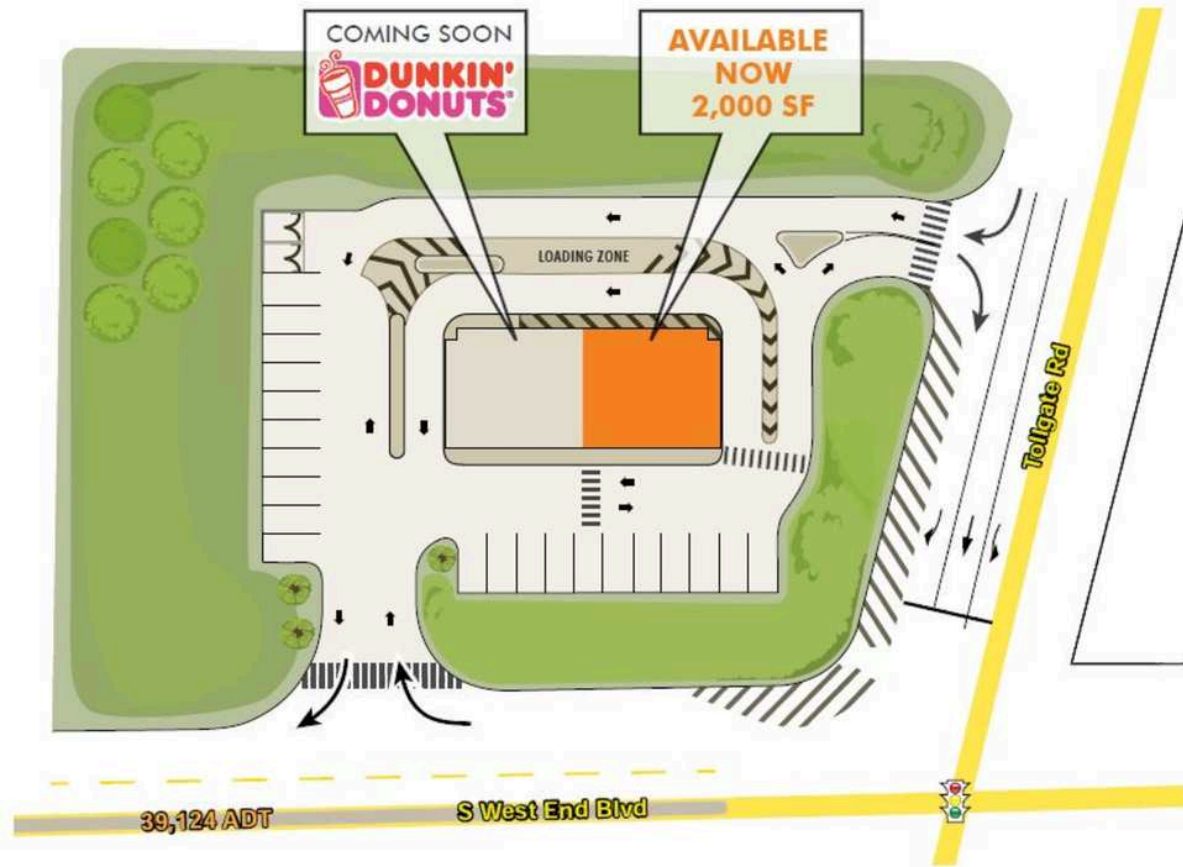 COMING SOON
DUNKIN'
DONUTS
AVAILABLE
NOW
2,000 SF
LOADING ZONE
Tollgate Rd
39,124 ADT
S West End Blvd